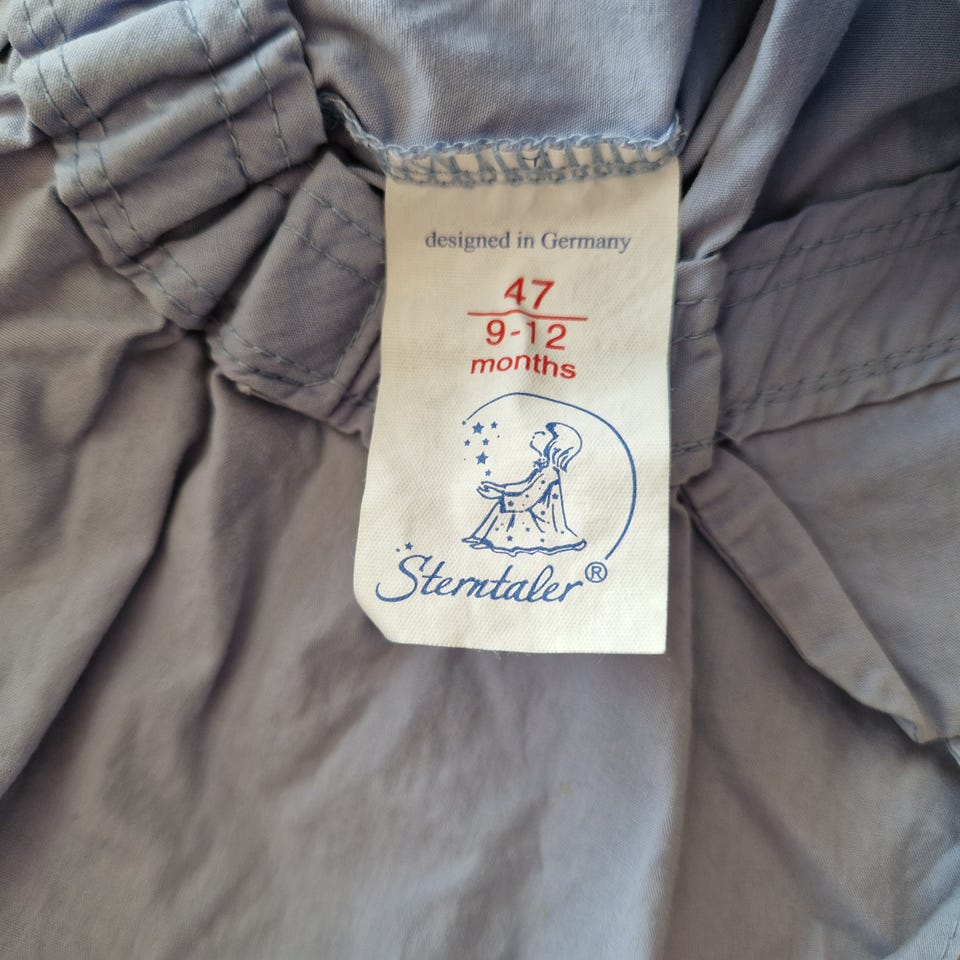 designed in Germany
47
9-12
months
Sterntaler®